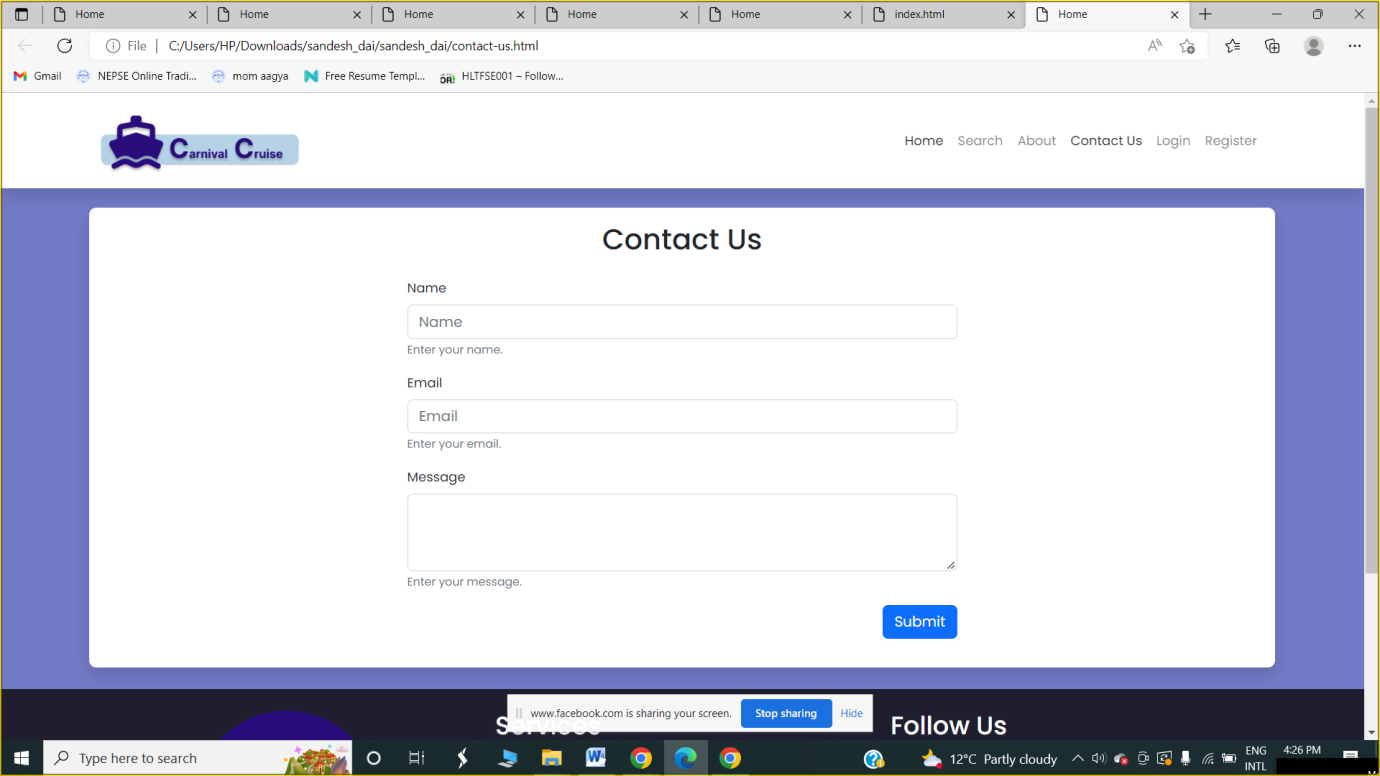 Home Home Home Home Home index.html Home
File C:/Users/HP/Downloads/sandesh_dai/sandesh_dai/contact-us.html
Gmail NEPSE Online Tradi... mom aagya Free Resume Templ... HLTFSE001 – Follow...
Carnival Cruise
Home Search About Contact Us Login Register
Contact Us
Name
Name
Enter your name.
Email
Email
Enter your email.
Message
Enter your message.
Submit
www.facebook.com is sharing your screen. Stop sharing Hide
Services Follow Us
Type here to search 12°C Partly cloudy ENG INTL 4:26 PM